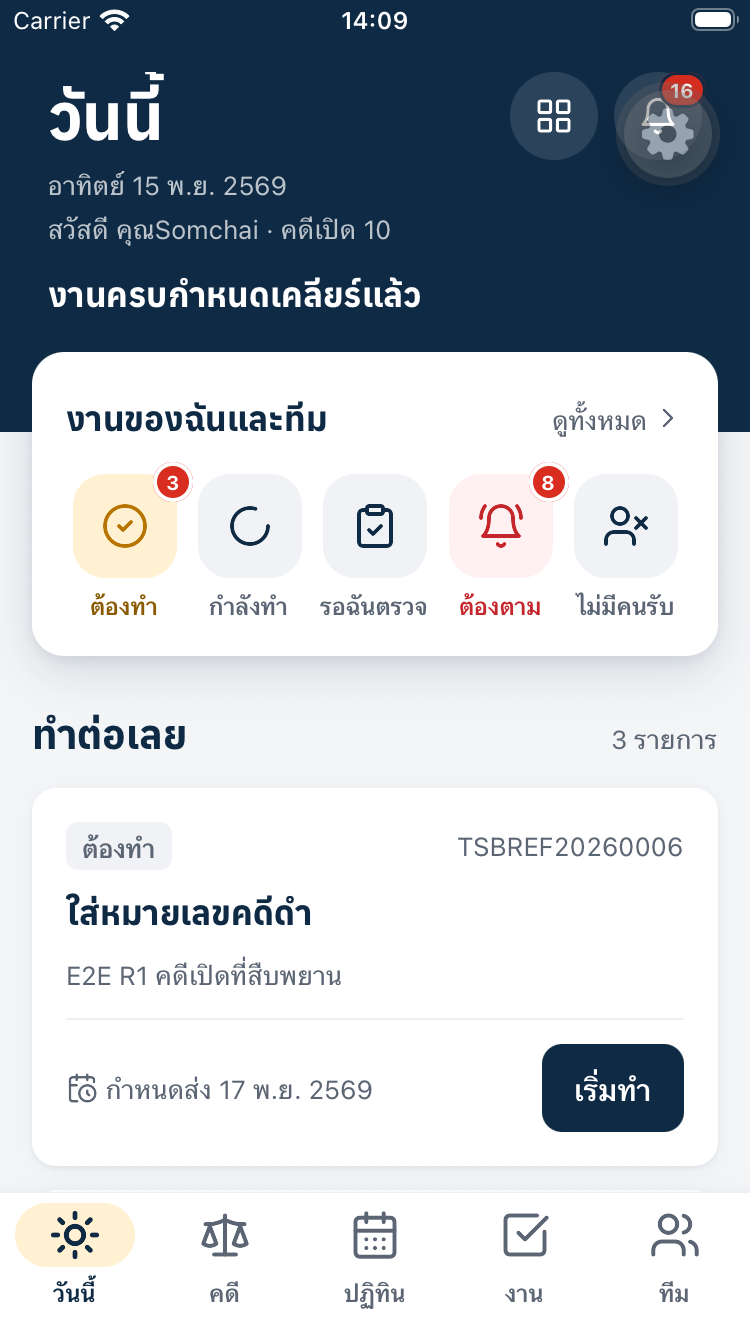 Carrier 14:09
วันนี้
16
อาทิตย์ 15 พ.ย. 2569
สวัสดี คุณSomchai · คดีเปิด 10
งานครบกำหนดเคลียร์แล้ว
งานของฉันและทีม ดูทั้งหมด
3 8
ต้องทำ กำลังทำ รอฉันตรวจ ต้องตาม ไม่มีคนรับ
ทำต่อเลย 3 รายการ
ต้องทำ TSBREF20260006
ใส่หมายเลขคดีดำ
E2E R1 คดีเปิดที่สืบพยาน
กำหนดส่ง 17 พ.ย. 2569 เริ่มทำ
วันนี้ คดี ปฏิทิน งาน ทีม